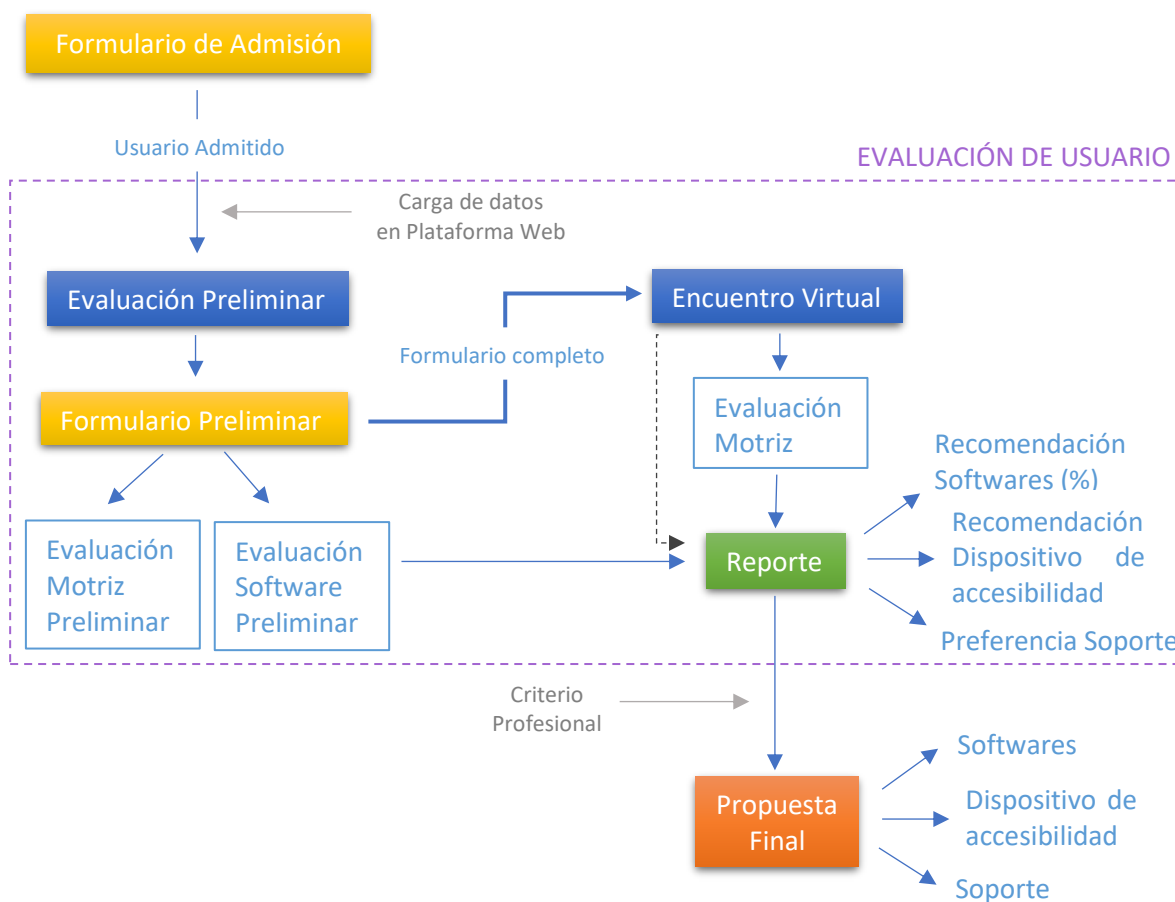 Formulario de Admisión
Usuario Admitido
EVALUACIÓN DE USUARIO
Carga de datos
en Plataforma Web
Evaluación Preliminar
Encuentro Virtual
Formulario completo
Formulario Preliminar
Evaluación
Motriz
Recomendación
Softwares (%)
Evaluación
Motriz
Preliminar
Evaluación
Software
Preliminar
Reporte
Recomendación
Dispositivo de
accesibilidad
Preferencia Soporte
Criterio
Profesional
Propuesta
Final
Softwares
Dispositivo de
accesibilidad
Soporte